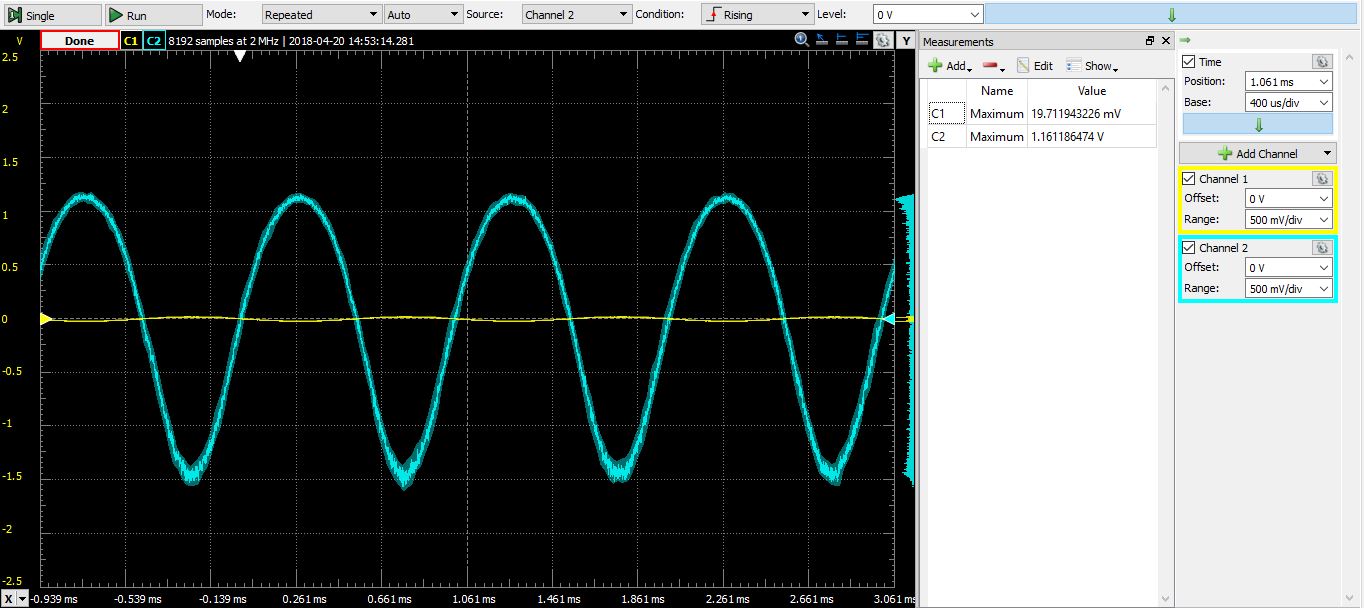 Single Run Mode: Repeated Auto Source: Channel 2 Condition: Rising Level: 0 V
V Done C1 C2 8192 samples at 2 MHz | 2018-04-20 14:53:14.281 Y
2.5
2
1.5
1
0.5
0
-0.5
-1
-1.5
-2
-2.5
X -0.939 ms -0.539 ms -0.139 ms 0.261 ms 0.661 ms 1.061 ms 1.461 ms 1.861 ms 2.261 ms 2.661 ms 3.061 ms
Measurements
Add Edit Show
Name Value
C1 Maximum 19.711943226 mV
C2 Maximum 1.161186474 V
Time
Position: 1.061 ms
Base: 400 us/div
Add Channel
Channel 1
Offset: 0 V
Range: 500 mV/div
Channel 2
Offset: 0 V
Range: 500 mV/div